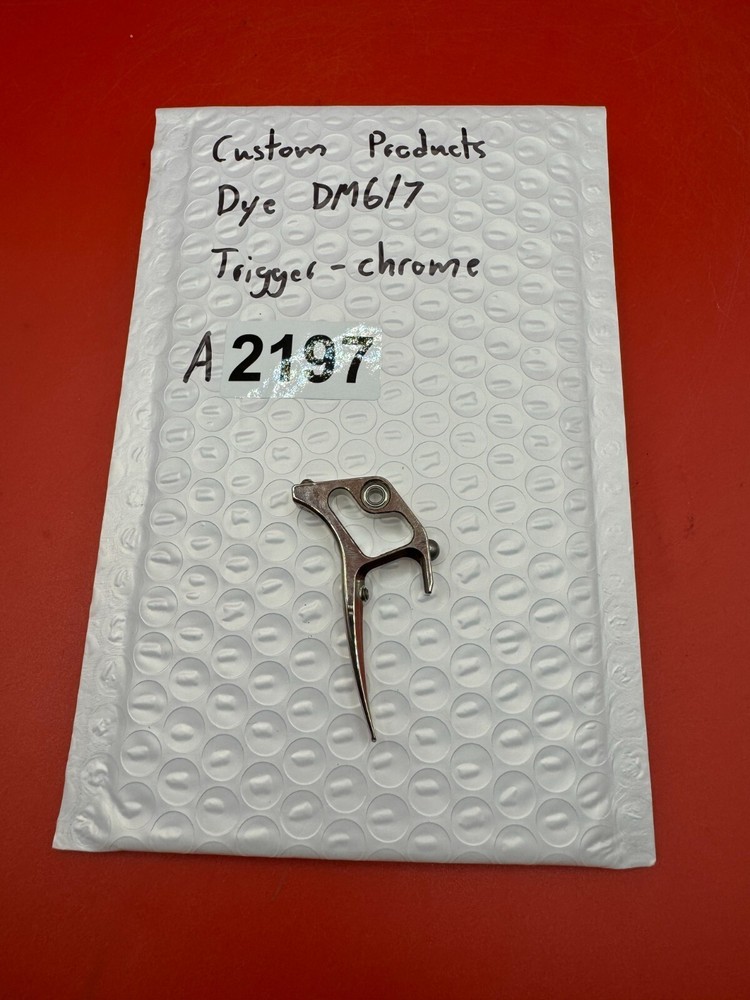 Custom Products
Dye DM6/7
Trigger - chrome
A 2197